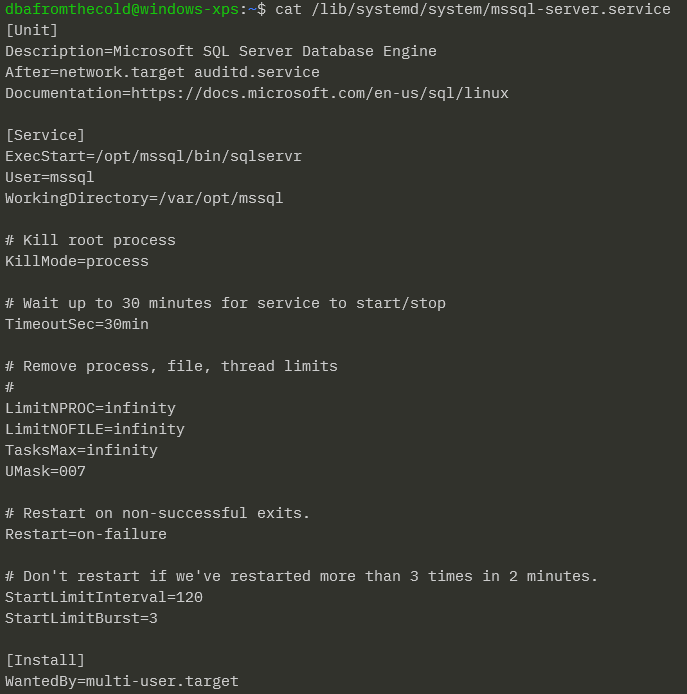 dbafromthecold@windows-xps:~$ cat /lib/systemd/system/mssql-server.service
[Unit]
Description=Microsoft SQL Server Database Engine
After=network.target auditd.service
Documentation=https://docs.microsoft.com/en-us/sql/linux

[Service]
ExecStart=/opt/mssql/bin/sqlservr
User=mssql
WorkingDirectory=/var/opt/mssql

# Kill root process
KillMode=process

# Wait up to 30 minutes for service to start/stop
TimeoutSec=30min

# Remove process, file, thread limits
#
LimitNPROC=infinity
LimitNOFILE=infinity
TasksMax=infinity
UMask=007

# Restart on non-successful exits.
Restart=on-failure

# Don't restart if we've restarted more than 3 times in 2 minutes.
StartLimitInterval=120
StartLimitBurst=3

[Install]
WantedBy=multi-user.target